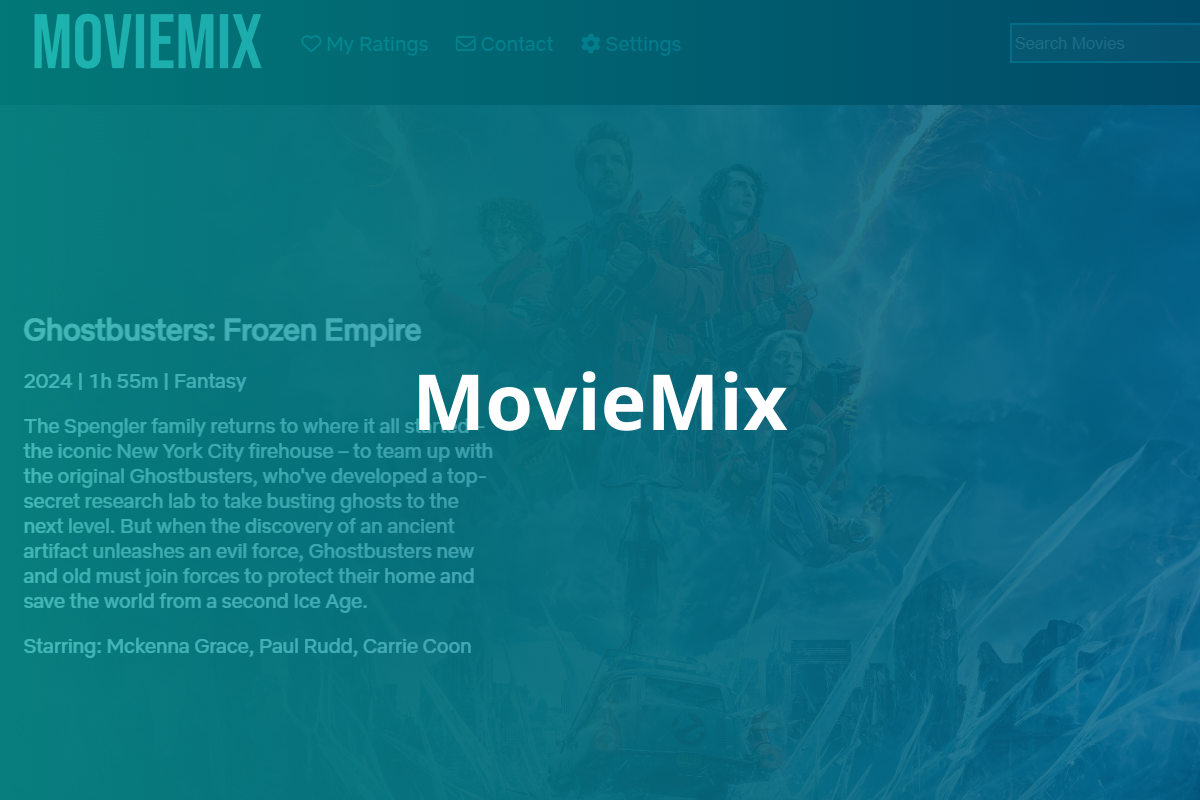 MOVIEMIX
My Ratings
Contact
Settings
Search Movies
Ghostbusters: Frozen Empire
2024 | 1h 55m | Fantasy
MovieMix
The Spengler family returns to where it all started –
the iconic New York City firehouse – to team up with
the original Ghostbusters, who've developed a top-
secret research lab to take busting ghosts to the
next level. But when the discovery of an ancient
artifact unleashes an evil force, Ghostbusters new
and old must join forces to protect their home and
save the world from a second Ice Age.
Starring: Mckenna Grace, Paul Rudd, Carrie Coon